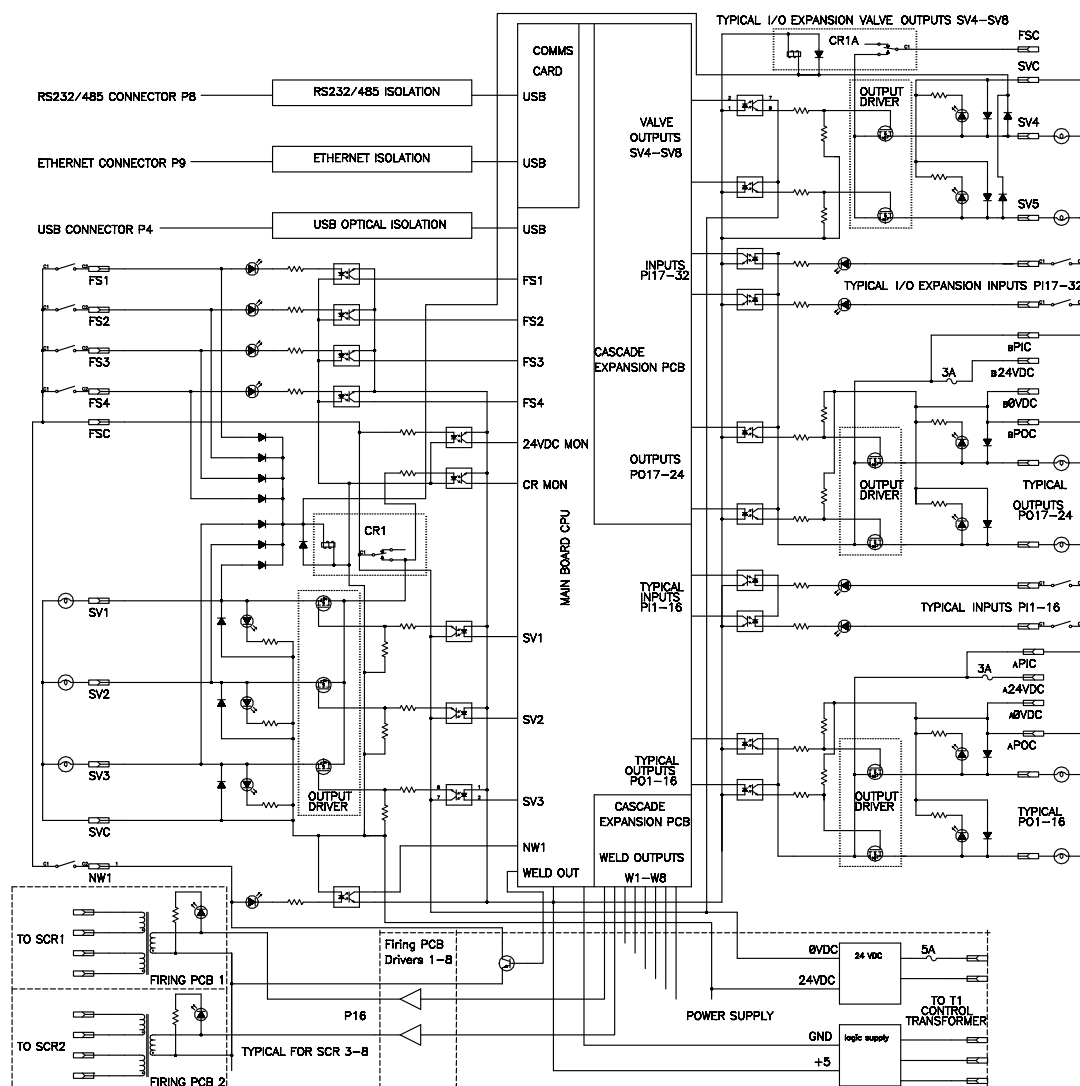 TYPICAL I/O EXPANSION VALVE OUTPUTS SV4-SV8
COMMS
CARD
CR1A
FSC
SVC
RS232/485 CONNECTOR P8
RS232/485 ISOLATION
USB
OUTPUT
DRIVER
VALVE
OUTPUTS
SV4-SV8
SV4
ETHERNET CONNECTOR P9
ETHERNET ISOLATION
USB
SV5
USB CONNECTOR P4
USB OPTICAL ISOLATION
USB
FS1
FS1
INPUTS
PI17-32
TYPICAL I/O EXPANSION INPUTS PI17-32
FS2
FS2
FS3
FS3
CASCADE
EXPANSION PCB
BPIC
3A
B24VDC
FS4
FS4
B0VDC
FSC
BPOC
24VDC MON
OUTPUTS
PO17-24
CR MON
OUTPUT
DRIVER
TYPICAL
OUTPUTS
PO17-24
CR1
MAIN BOARD CPU
TYPICAL
INPUTS
PI1-16
TYPICAL INPUTS PI1-16
SV1
SV1
APIC
3A
A24VDC
SV2
SV2
A0VDC
APOC
TYPICAL
OUTPUTS
PO1-16
SV3
OUTPUT
DRIVER
SV3
OUTPUT
DRIVER
TYPICAL
PO1-16
CASCADE
EXPANSION PCB
SVC
NW1
WELD OUTPUTS
W1-W8
NW1
WELD OUT
TO SCR1
FIRING PCB 1
Firing PCB
Drivers 1-8
0VDC
24 VDC
5A
24VDC
P16
POWER SUPPLY
TO T1
CONTROL
TRANSFORMER
TO SCR2
TYPICAL FOR SCR 3-8
GND
logic supply
+5
FIRING PCB 2